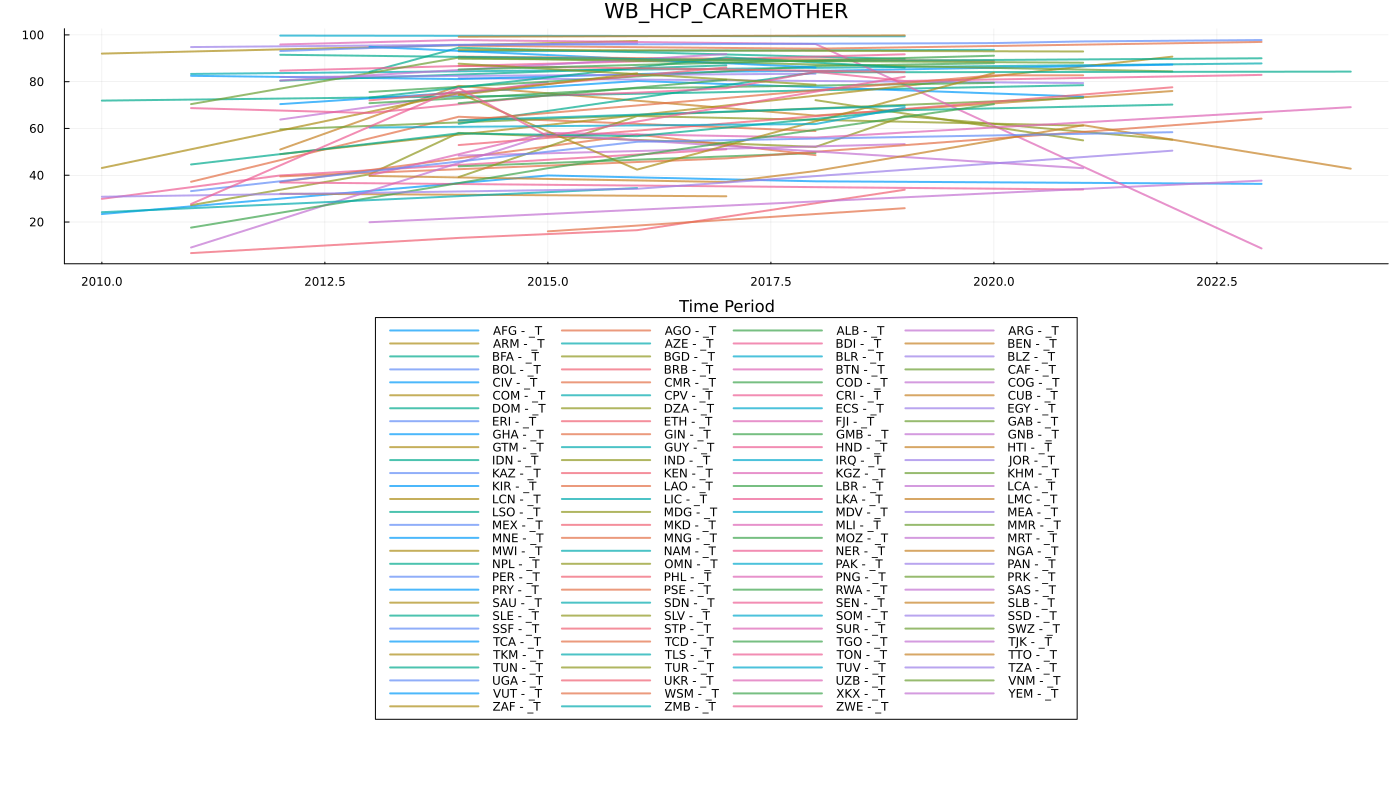 WB_HCP_CAREMOTHER
100
80
60
40
20
2010.0 2012.5 2015.0 2017.5 2020.0 2022.5
Time Period
AFG - _T AGO - _T ALB - _T ARG - _T
ARM - _T AZE - _T BDI - _T BEN - _T
BFA - _T BGD - _T BLR - _T BLZ - _T
BOL - _T BRB - _T BTN - _T CAF - _T
CIV - _T CMR - _T COD - _T COG - _T
COM - _T CPV - _T CRI - _T CUB - _T
DOM - _T DZA - _T ECS - _T EGY - _T
ERI - _T ETH - _T FJI - _T GAB - _T
GHA - _T GIN - _T GMB - _T GNB - _T
GTM - _T GUY - _T HND - _T HTI - _T
IDN - _T IND - _T IRQ - _T JOR - _T
KAZ - _T KEN - _T KGZ - _T KHM - _T
KIR - _T LAO - _T LBR - _T LCA - _T
LCN - _T LIC - _T LKA - _T LMC - _T
LSO - _T MDG - _T MDV - _T MEA - _T
MEX - _T MKD - _T MLI - _T MMR - _T
MNE - _T MNG - _T MOZ - _T MRT - _T
MWI - _T NAM - _T NER - _T NGA - _T
NPL - _T OMN - _T PAK - _T PAN - _T
PER - _T PHL - _T PNG - _T PRK - _T
PRY - _T PSE - _T RWA - _T SAS - _T
SAU - _T SDN - _T SEN - _T SLB - _T
SLE - _T SLV - _T SOM - _T SSD - _T
SSF - _T STP - _T SUR - _T SWZ - _T
TCA - _T TCD - _T TGO - _T TJK - _T
TKM - _T TLS - _T TON - _T TTO - _T
TUN - _T TUR - _T TUV - _T TZA - _T
UGA - _T UKR - _T UZB - _T VNM - _T
VUT - _T WSM - _T XKX - _T YEM - _T
ZAF - _T ZMB - _T ZWE - _T